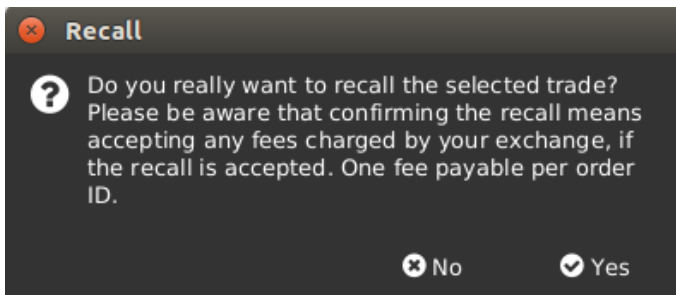 Recall
Do you really want to recall the selected trade?
Please be aware that confirming the recall means
accepting any fees charged by your exchange, if
the recall is accepted. One fee payable per order
ID.
No
Yes